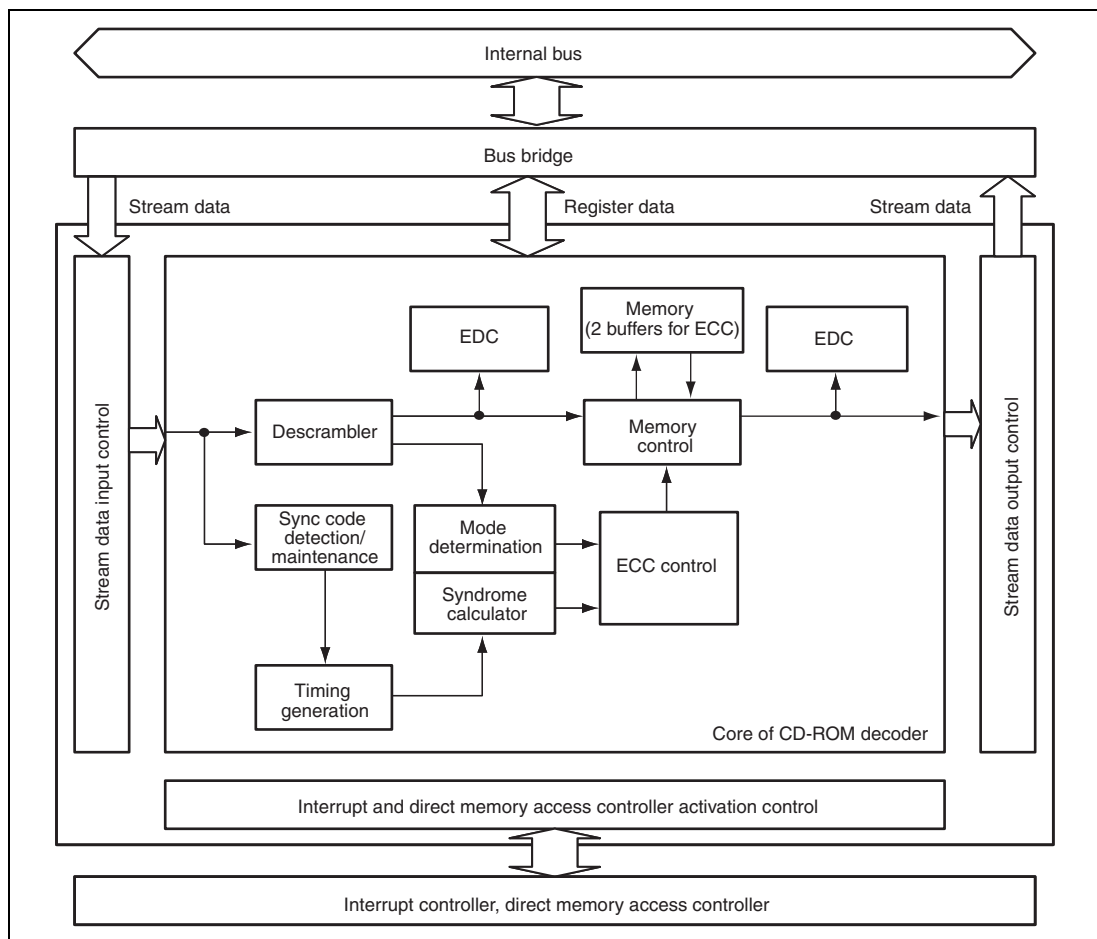 Internal bus
Bus bridge
Stream data
Register data
Stream data
Stream data input control
EDC
Memory
(2 buffers for ECC)
EDC
Descrambler
Memory
control
Sync code
detection/
maintenance
Mode
determination
ECC control
Syndrome
calculator
Timing
generation
Core of CD-ROM decoder
Stream data output control
Interrupt and direct memory access controller activation control
Interrupt controller, direct memory access controller